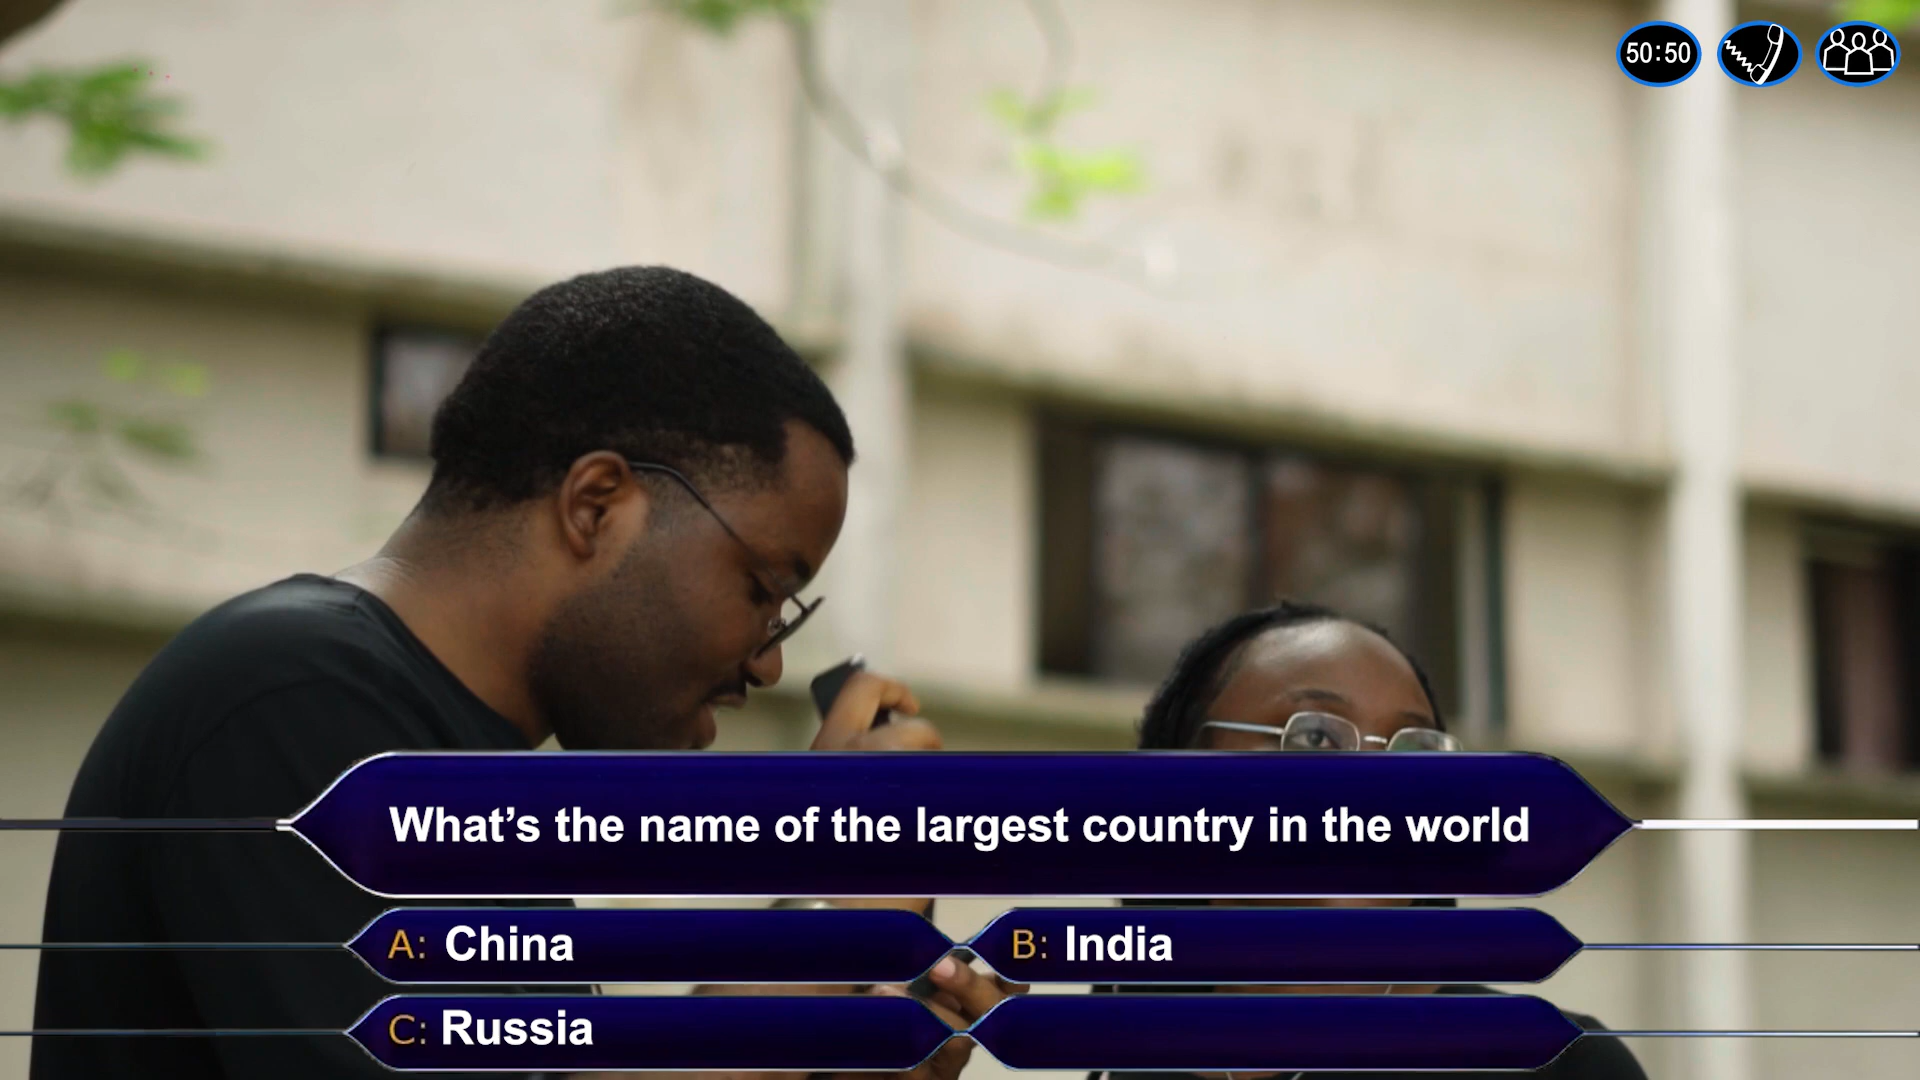 50:50
What’s the name of the largest country in the world
A: China
B: India
C: Russia